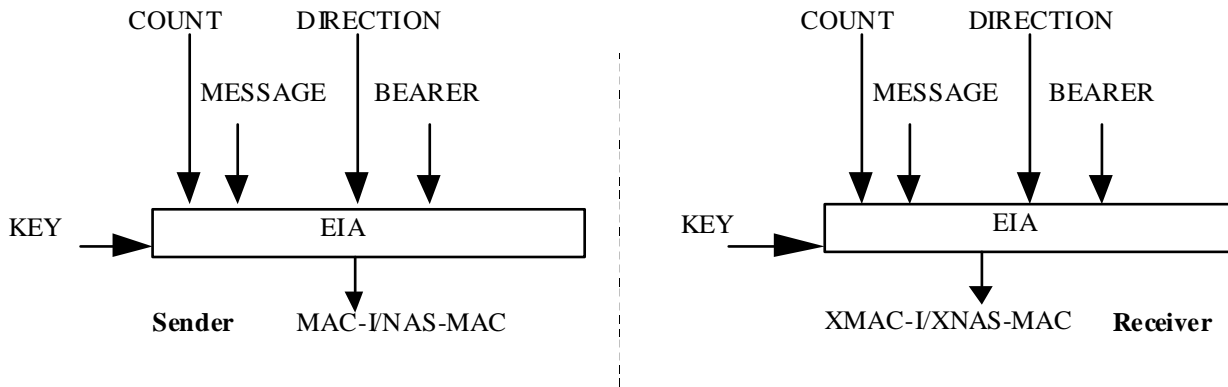 COUNT DIRECTION
MESSAGE BEARER
KEY
EIA
Sender MAC-I/NAS-MAC
COUNT DIRECTION
MESSAGE BEARER
KEY
EIA
XMAC-I/XNAS-MAC Receiver